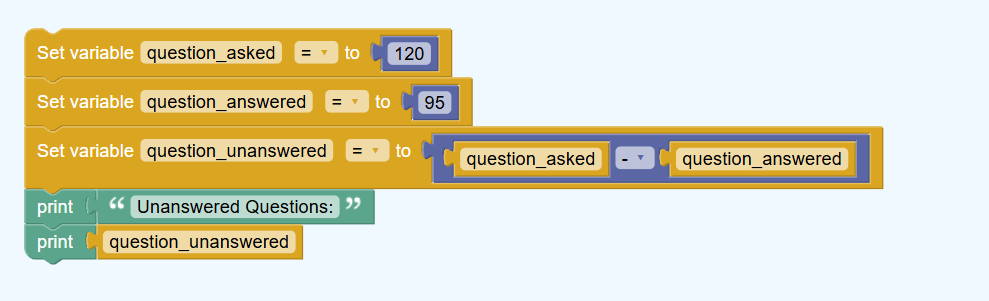 Set variable question_asked = to 120
Set variable question_answered = to 95
Set variable question_unanswered = to question_asked - question_answered
print “ Unanswered Questions: ”
print question_unanswered